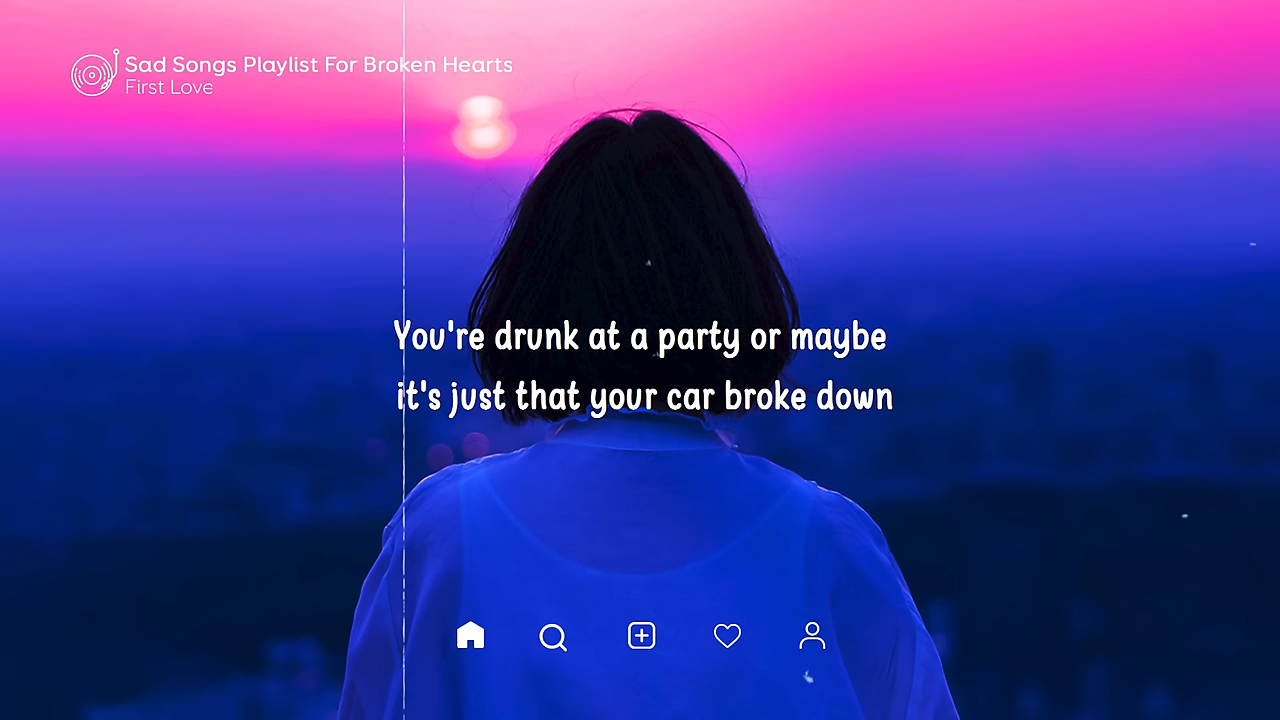 Sad Songs Playlist For Broken Hearts
First Love
You're drunk at a party or maybe
it's just that your car broke down